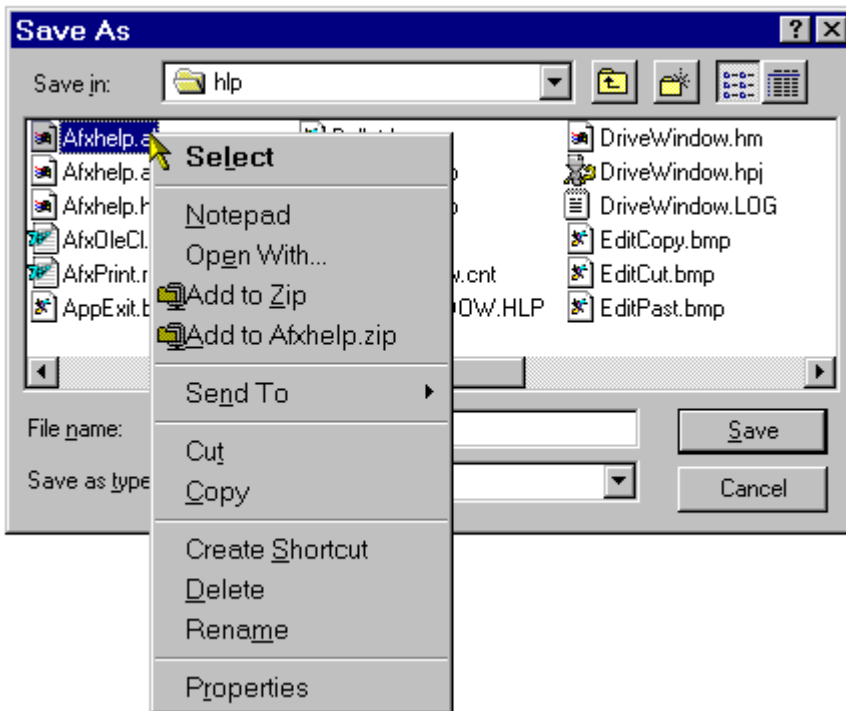 Save As
Save in: hlp
Afxhelp.a
DriveWindow.hm
Select
Afxhelp.a
DriveWindow.hpj
Afxhelp.h
Notepad
DriveWindow.LOG
AfxOleCl.
Open With...
EditCopy.bmp
AfxPrint.r
Add to Zip
w.cnt
EditCut.bmp
AppExit.b
Add to Afxhelp.zip
OW.HLP
EditPast.bmp
Send To
File name:
Save
Cut
Save as type
Copy
Cancel
Create Shortcut
Delete
Rename
Properties